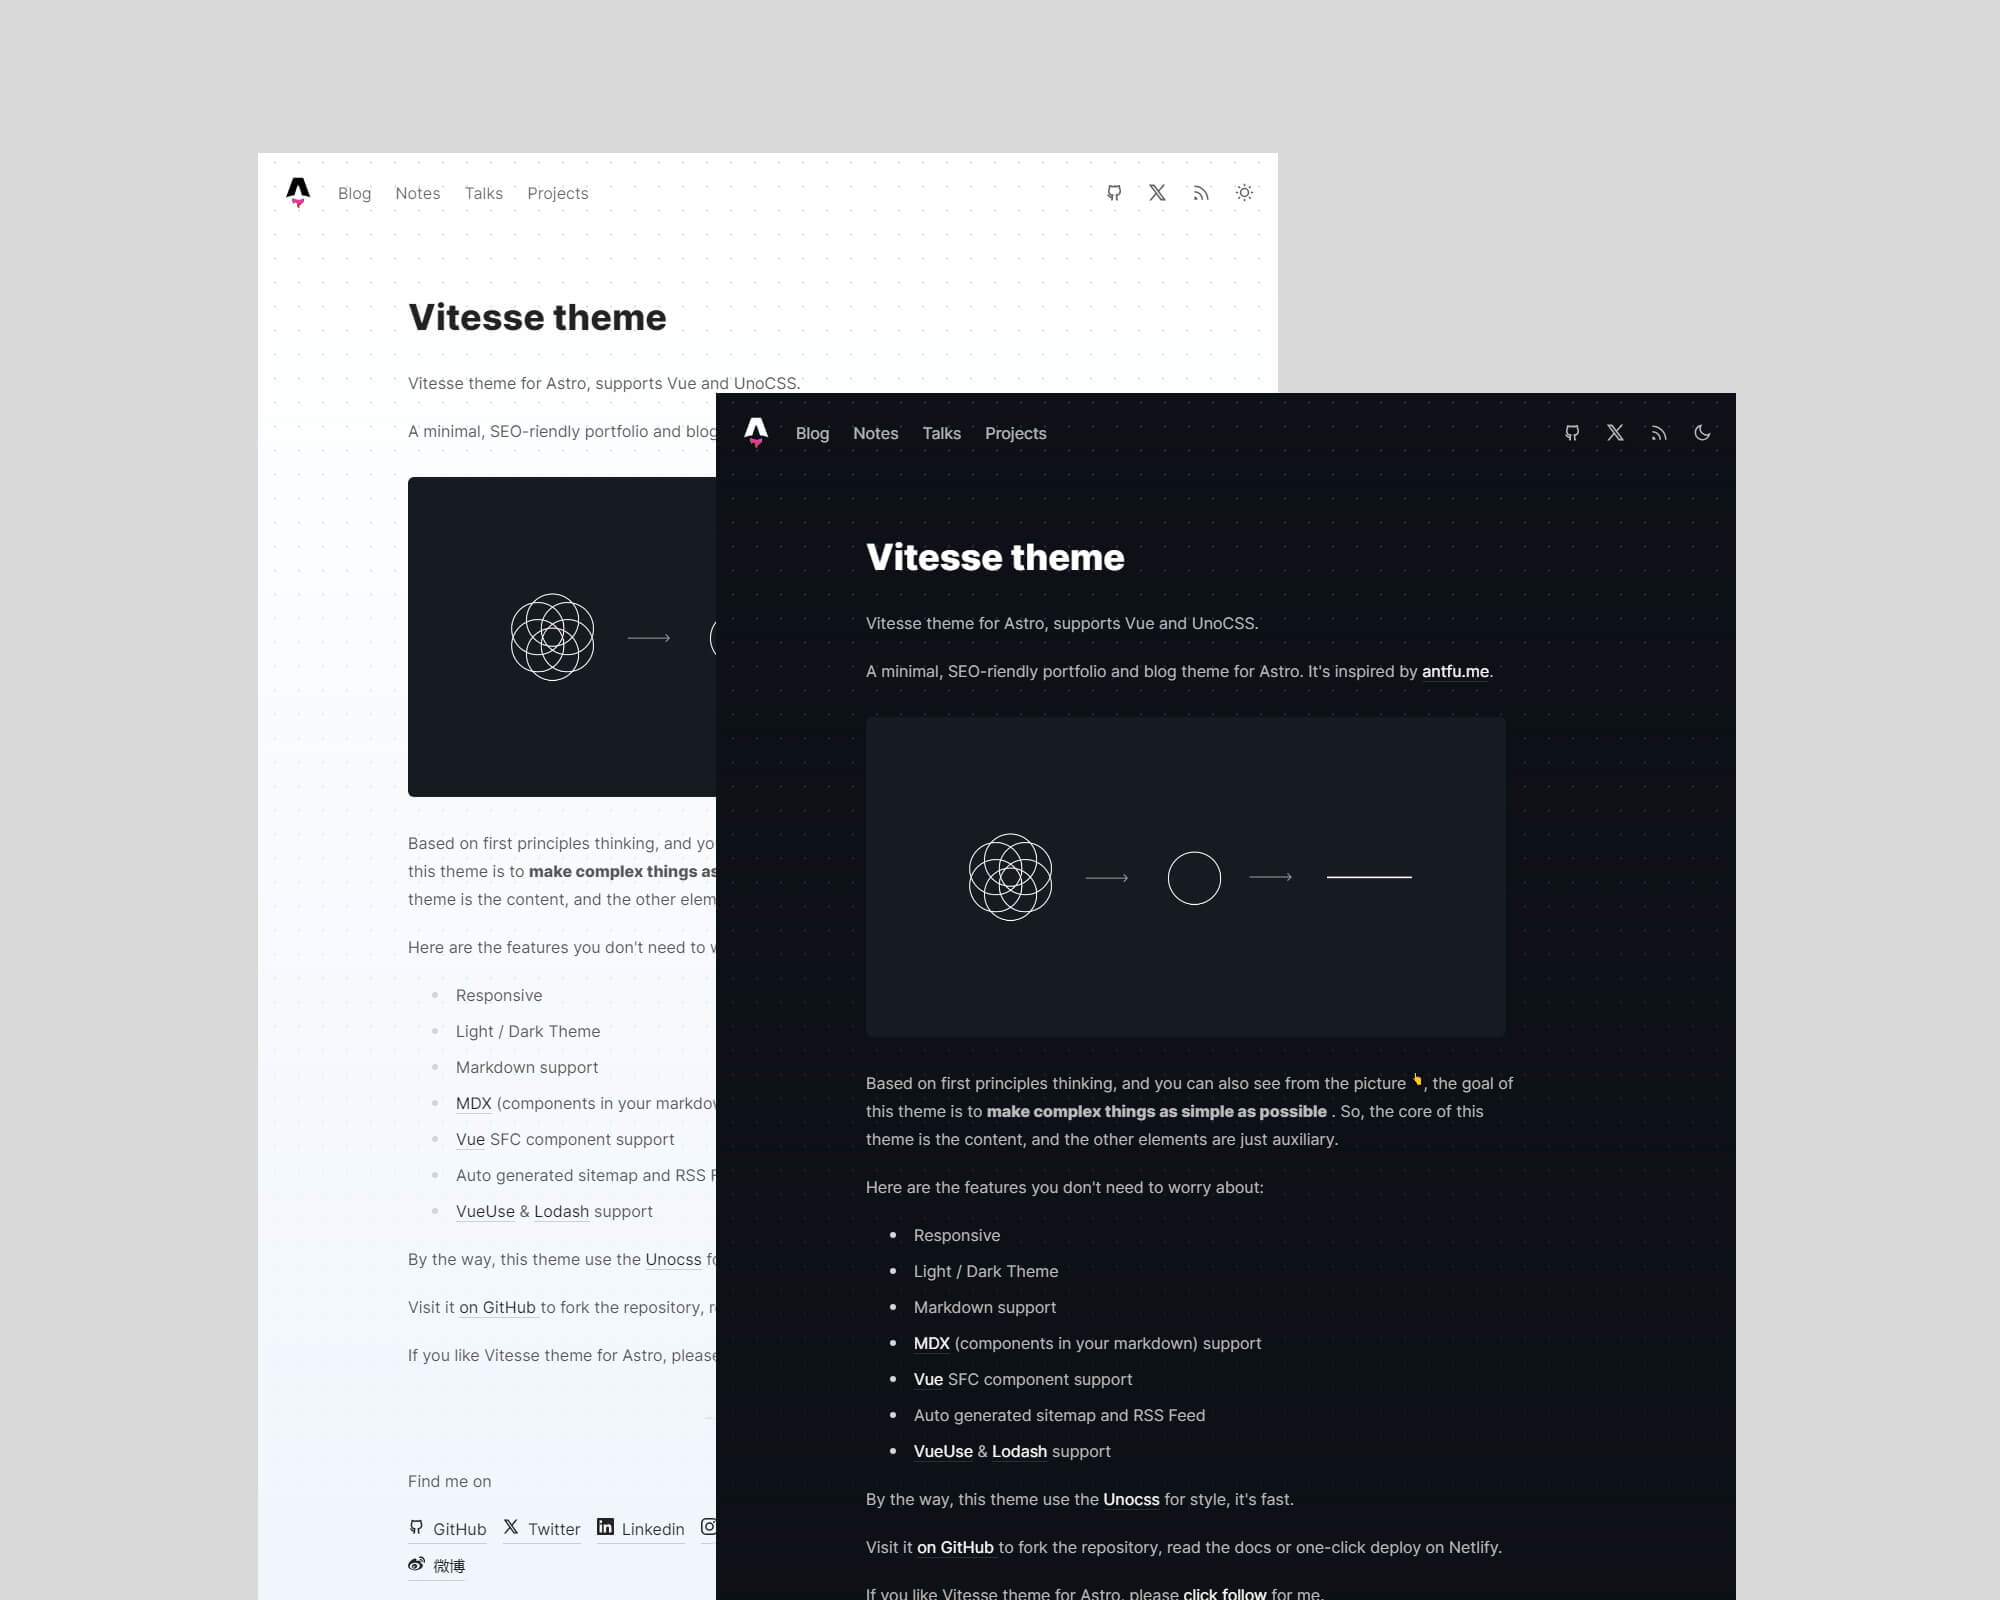 Blog Notes Talks Projects
Vitesse theme
Vitesse theme for Astro, supports Vue and UnoCSS.
A minimal, SEO-riendly portfolio and blog
Based on first principles thinking, and yo
this theme is to make complex things as
theme is the content, and the other elem
Here are the features you don't need to w
Responsive
Light / Dark Theme
Markdown support
MDX (components in your markdow
Vue SFC component support
Auto generated sitemap and RSS F
VueUse & Lodash support
By the way, this theme use the Unocss fo
Visit it on GitHub to fork the repository, r
If you like Vitesse theme for Astro, please
Find me on
GitHub Twitter Linkedin
微博
Blog Notes Talks Projects
Vitesse theme
Vitesse theme for Astro, supports Vue and UnoCSS.
A minimal, SEO-riendly portfolio and blog theme for Astro. It's inspired by antfu.me.
Based on first principles thinking, and you can also see from the picture 👆, the goal of
this theme is to make complex things as simple as possible . So, the core of this
theme is the content, and the other elements are just auxiliary.
Here are the features you don't need to worry about:
Responsive
Light / Dark Theme
Markdown support
MDX (components in your markdown) support
Vue SFC component support
Auto generated sitemap and RSS Feed
VueUse & Lodash support
By the way, this theme use the Unocss for style, it's fast.
Visit it on GitHub to fork the repository, read the docs or one-click deploy on Netlify.
If you like Vitesse theme for Astro, please click follow for me.